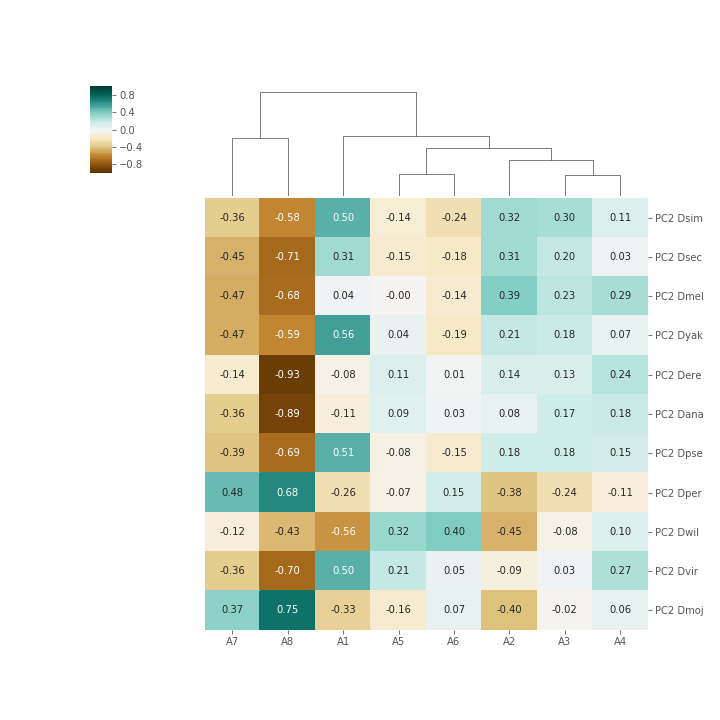 0.8
0.4
0.0
−0.4
−0.8
-0.36 -0.58 0.50 -0.14 -0.24 0.32 0.30 0.11 PC2 Dsim
-0.45 -0.71 0.31 -0.15 -0.18 0.31 0.20 0.03 PC2 Dsec
-0.47 -0.68 0.04 -0.00 -0.14 0.39 0.23 0.29 PC2 Dmel
-0.47 -0.59 0.56 0.04 -0.19 0.21 0.18 0.07 PC2 Dyak
-0.14 -0.93 -0.08 0.11 0.01 0.14 0.13 0.24 PC2 Dere
-0.36 -0.89 -0.11 0.09 0.03 0.08 0.17 0.18 PC2 Dana
-0.39 -0.69 0.51 -0.08 -0.15 0.18 0.18 0.15 PC2 Dpse
0.48 0.68 -0.26 -0.07 0.15 -0.38 -0.24 -0.11 PC2 Dper
-0.12 -0.43 -0.56 0.32 0.40 -0.45 -0.08 0.10 PC2 Dwil
-0.36 -0.70 0.50 0.21 0.05 -0.09 0.03 0.27 PC2 Dvir
0.37 0.75 -0.33 -0.16 0.07 -0.40 -0.02 0.06 PC2 Dmoj
A7 A8 A1 A5 A6 A2 A3 A4